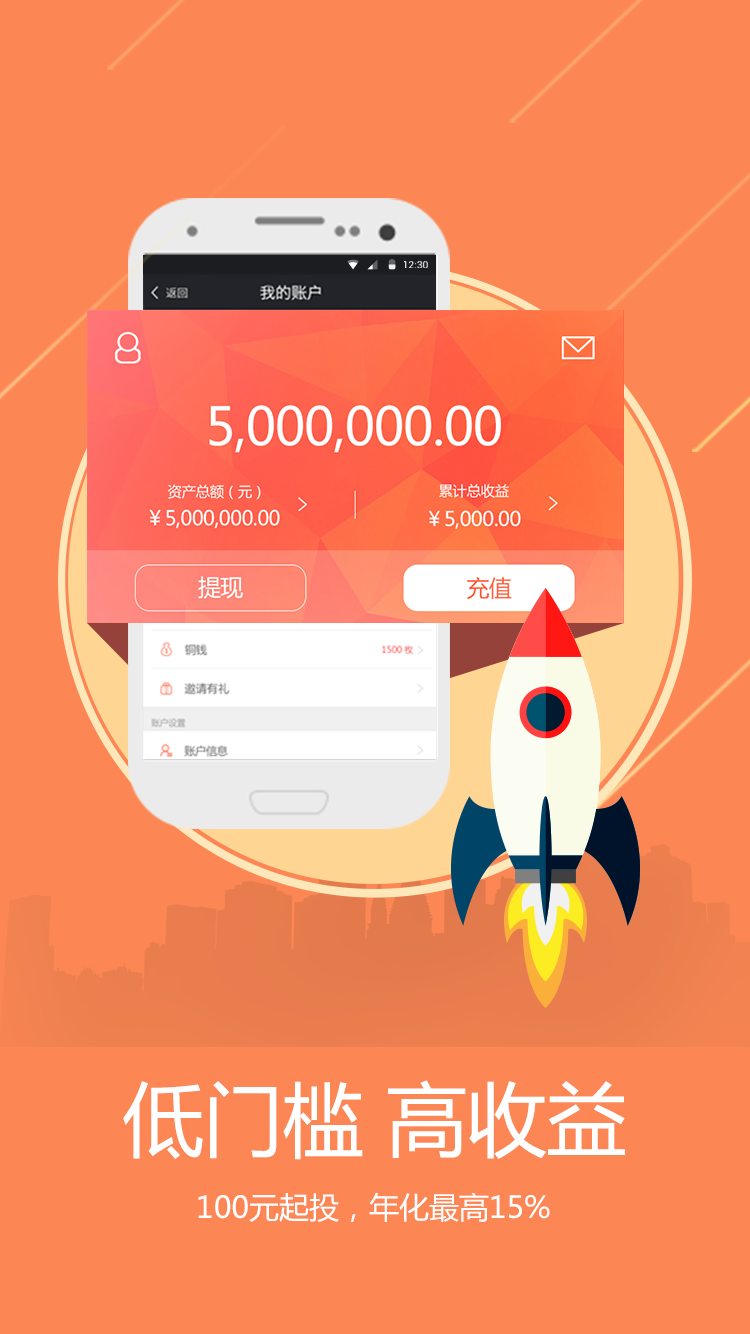 12:30
返回
我的账户
5,000,000.00
资产总额（元）
累计总收益
¥ 5,000,000.00
¥ 5,000.00
提现
充值
铜钱
1500 枚
邀请有礼
账户设置
账户信息
低门槛 高收益
100元起投，年化最高15%